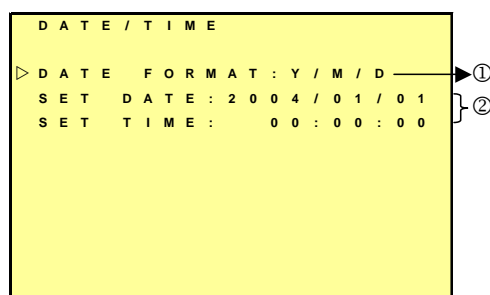 DATE/TIME
▷DATE FORMAT:Y/M/D ①
SET DATE:2004/01/01
SET TIME: 00:00:00 ②